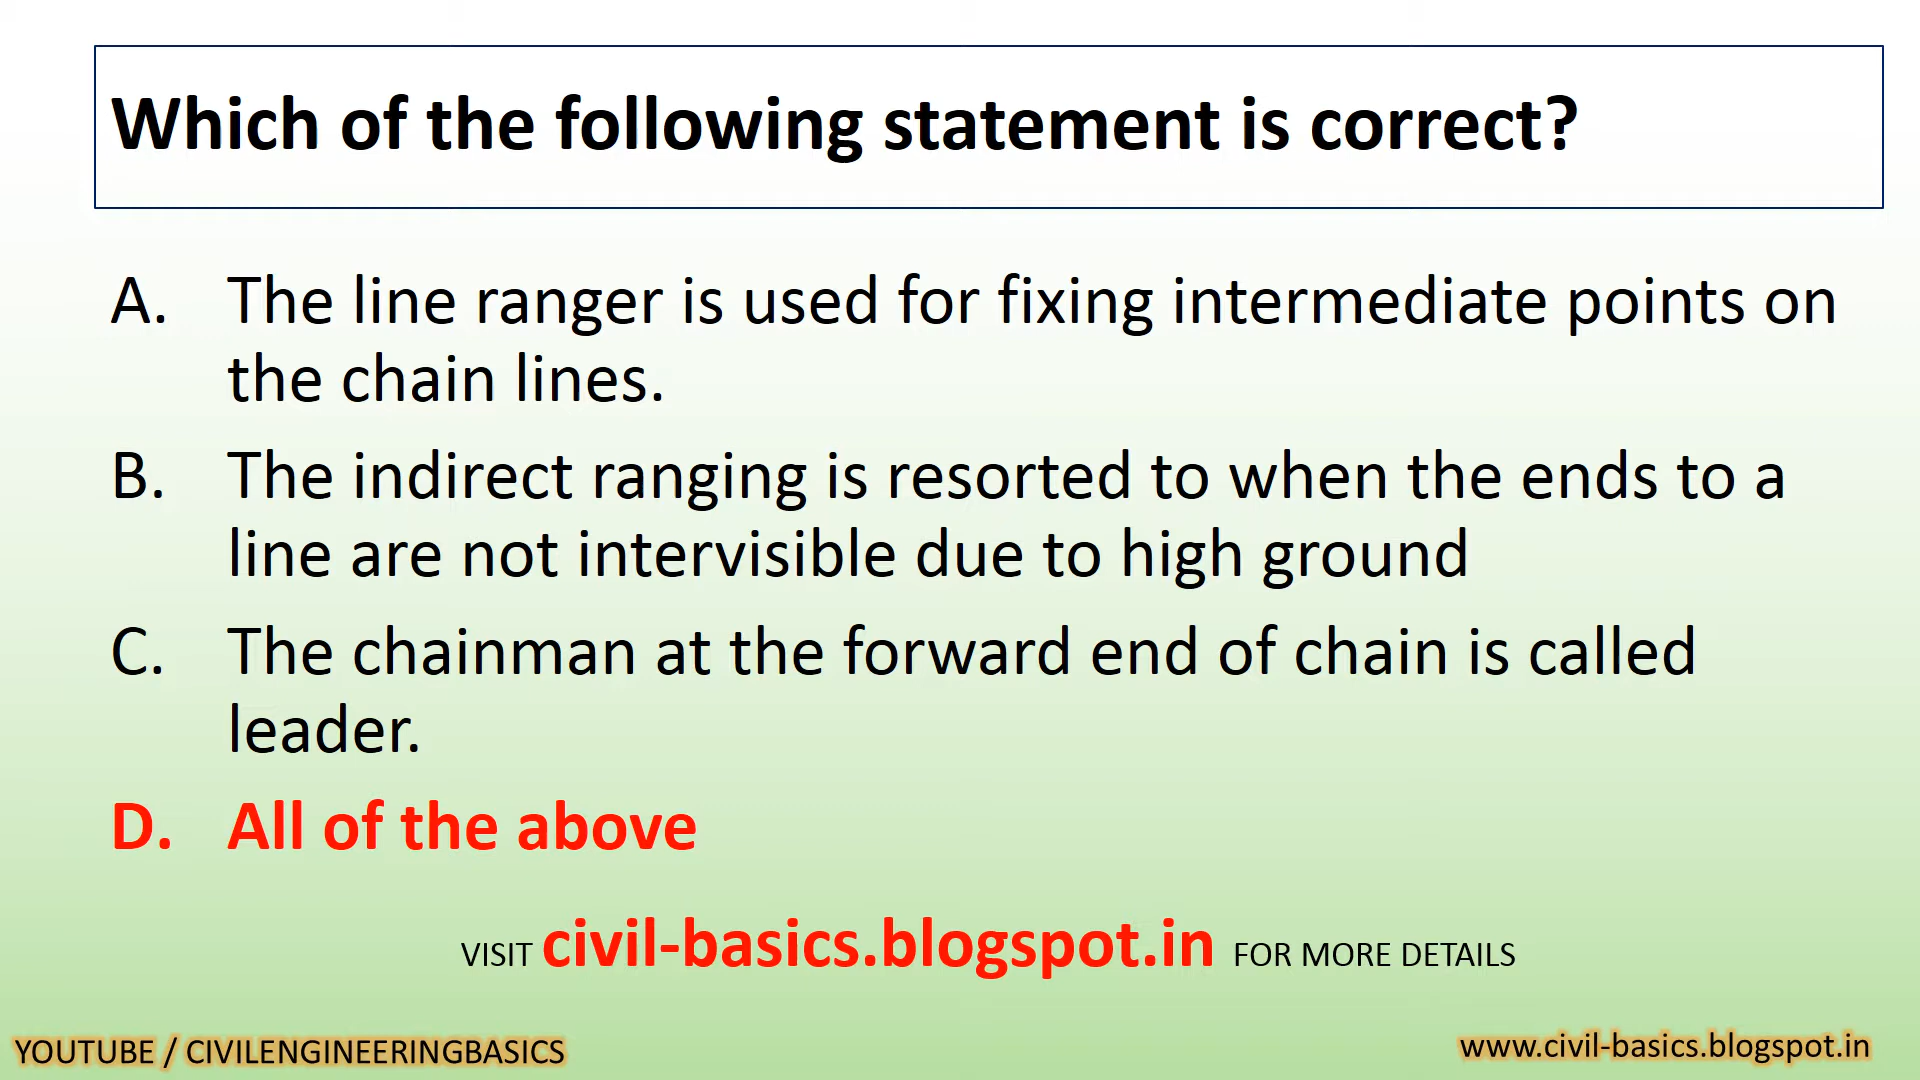 Which of the following statement is correct?
A. The line ranger is used for fixing intermediate points on
the chain lines.
B. The indirect ranging is resorted to when the ends to a
line are not intervisible due to high ground
C. The chainman at the forward end of chain is called
leader.
D. All of the above
VISIT civil-basics.blogspot.in FOR MORE DETAILS
YOUTUBE / CIVILENGINEERINGBASICS
www.civil-basics.blogspot.in